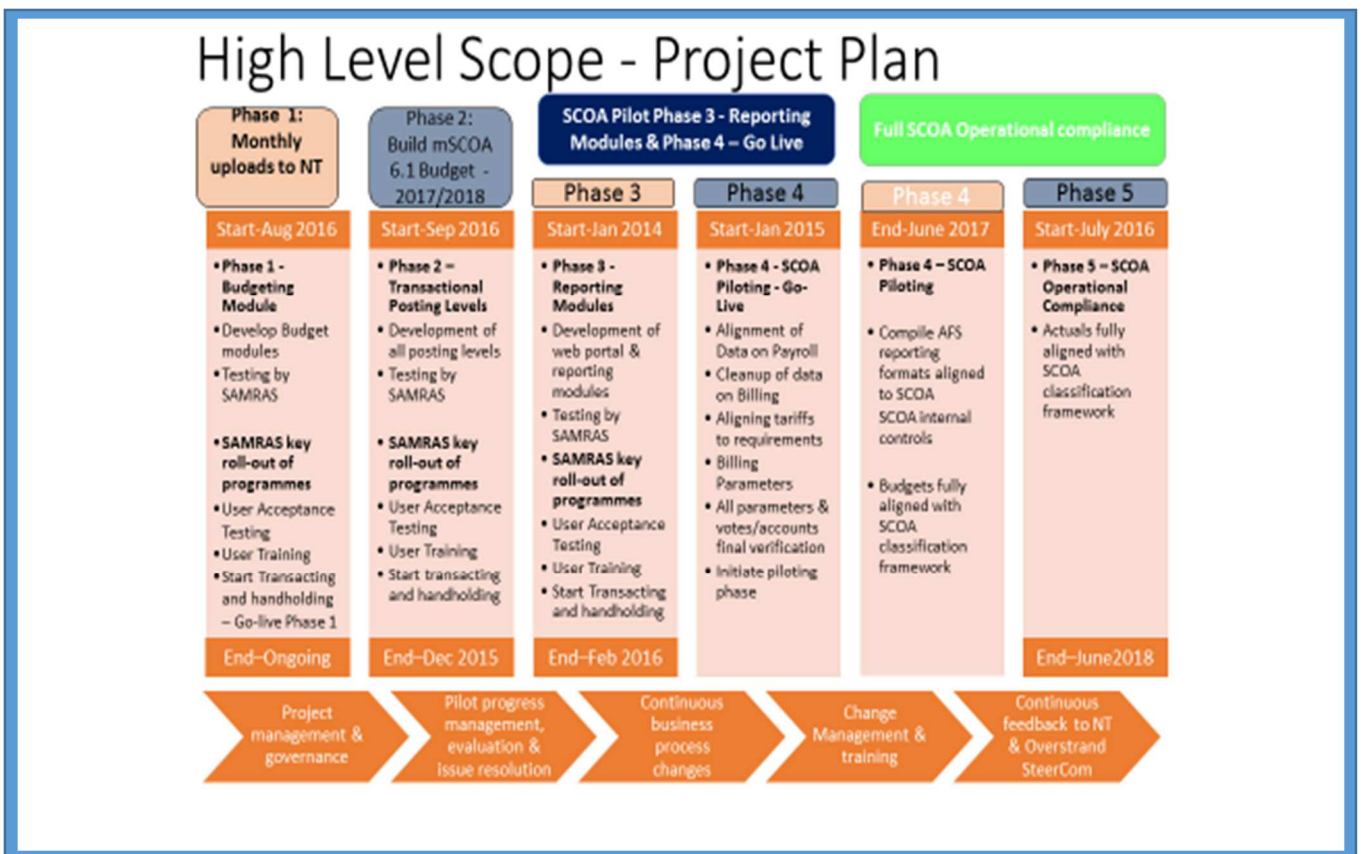 High Level Scope - Project Plan
Phase 1:
Monthly
uploads to NT
Phase 2:
Build mSCOA
6.1 Budget -
2017/2018
SCOA Pilot Phase 3 - Reporting
Modules & Phase 4 – Go Live
Full SCOA Operational compliance
Phase 3
Phase 4
Phase 4
Phase 5
Start-Aug 2016
Start-Sep 2016
Start-Jan 2014
Start-Jan 2015
End-June 2017
Start-July 2016
• Phase 1 -
Budgeting
Module
• Develop Budget
modules
• Testing by
SAMRAS
• SAMRAS key
roll-out of
programmes
• User Acceptance
Testing
• User Training
• Start Transacting
and handholding
– Go-live Phase 1
End–Ongoing
• Phase 2 –
Transactional
Posting Levels
• Development of
all posting levels
• Testing by
SAMRAS
• SAMRAS key
roll-out of
programmes
• User Acceptance
Testing
• User Training
• Start transacting
and handholding
End–Dec 2015
• Phase 3 -
Reporting
Modules
• Development of
web portal &
reporting
modules
• Testing by
SAMRAS
• SAMRAS key
roll-out of
programmes
• User Acceptance
Testing
• User Training
• Start Transacting
and handholding
End–Feb 2016
• Phase 4 - SCOA
Piloting - Go-
Live
• Alignment of
Data on Payroll
• Cleanup of data
on Billing
• Aligning tariffs
to requirements
• Billing
Parameters
• All parameters &
votes/accounts
final verification
• Initiate piloting
phase
• Phase 4 – SCOA
Piloting
• Compile AFS
reporting
formats aligned
to SCOA
SCOA internal
controls
• Budgets fully
aligned with
SCOA
classification
framework
• Phase 5 – SCOA
Operational
Compliance
• Actuals fully
aligned with
SCOA
classification
framework
End–June2018
Project
management &
governance
Pilot progress
management,
evaluation &
issue resolution
Continuous
business
process
changes
Change
Management &
training
Continuous
feedback to NT
& Overstrand
SteerCom